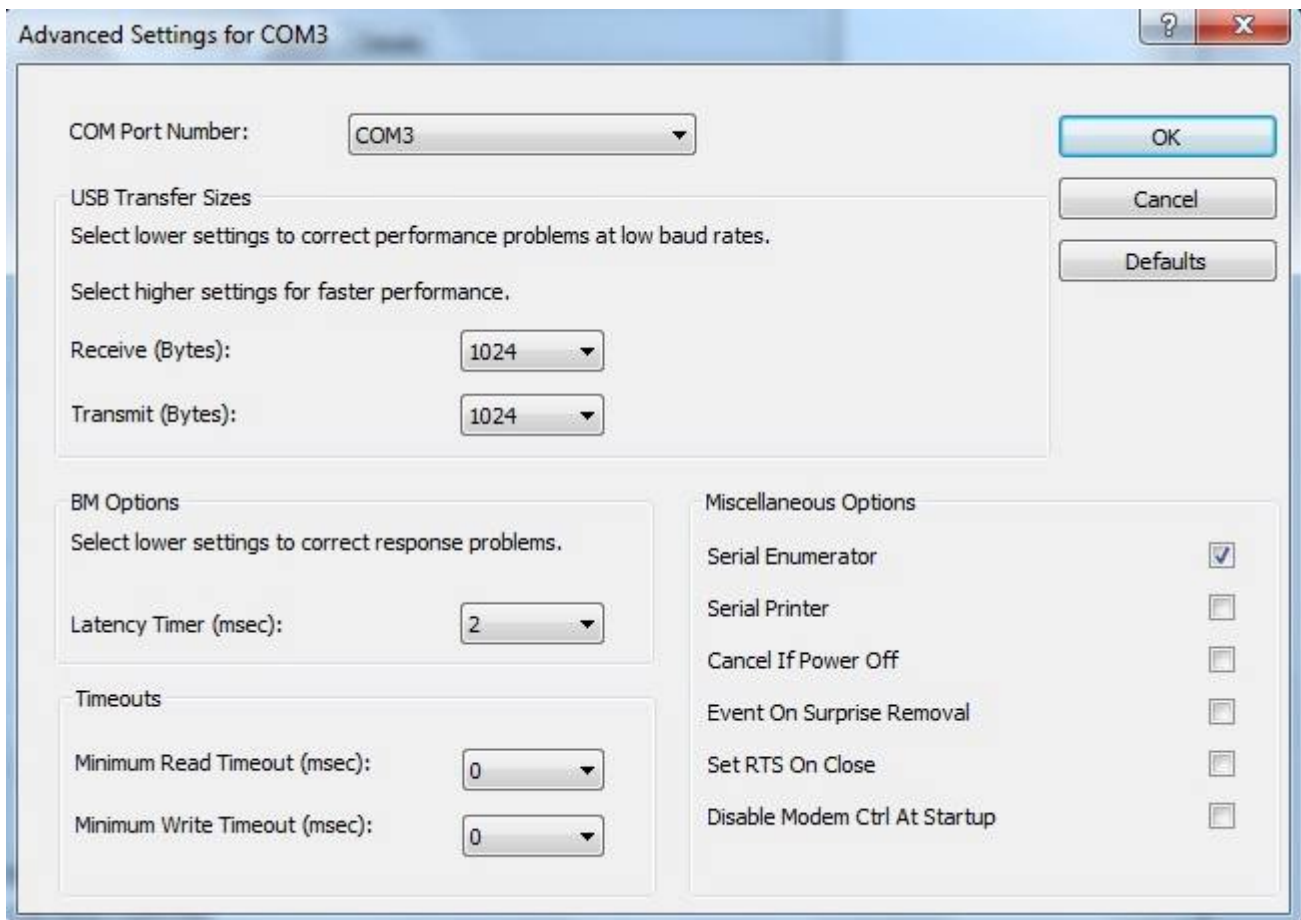 Advanced Settings for COM3
?
X
COM Port Number: COM3
OK
USB Transfer Sizes
Cancel
Select lower settings to correct performance problems at low baud rates.
Defaults
Select higher settings for faster performance.
Receive (Bytes): 1024
Transmit (Bytes): 1024
BM Options
Select lower settings to correct response problems.
Latency Timer (msec): 2
Timeouts
Minimum Read Timeout (msec): 0
Minimum Write Timeout (msec): 0
Miscellaneous Options
Serial Enumerator
Serial Printer
Cancel If Power Off
Event On Surprise Removal
Set RTS On Close
Disable Modem Ctrl At Startup